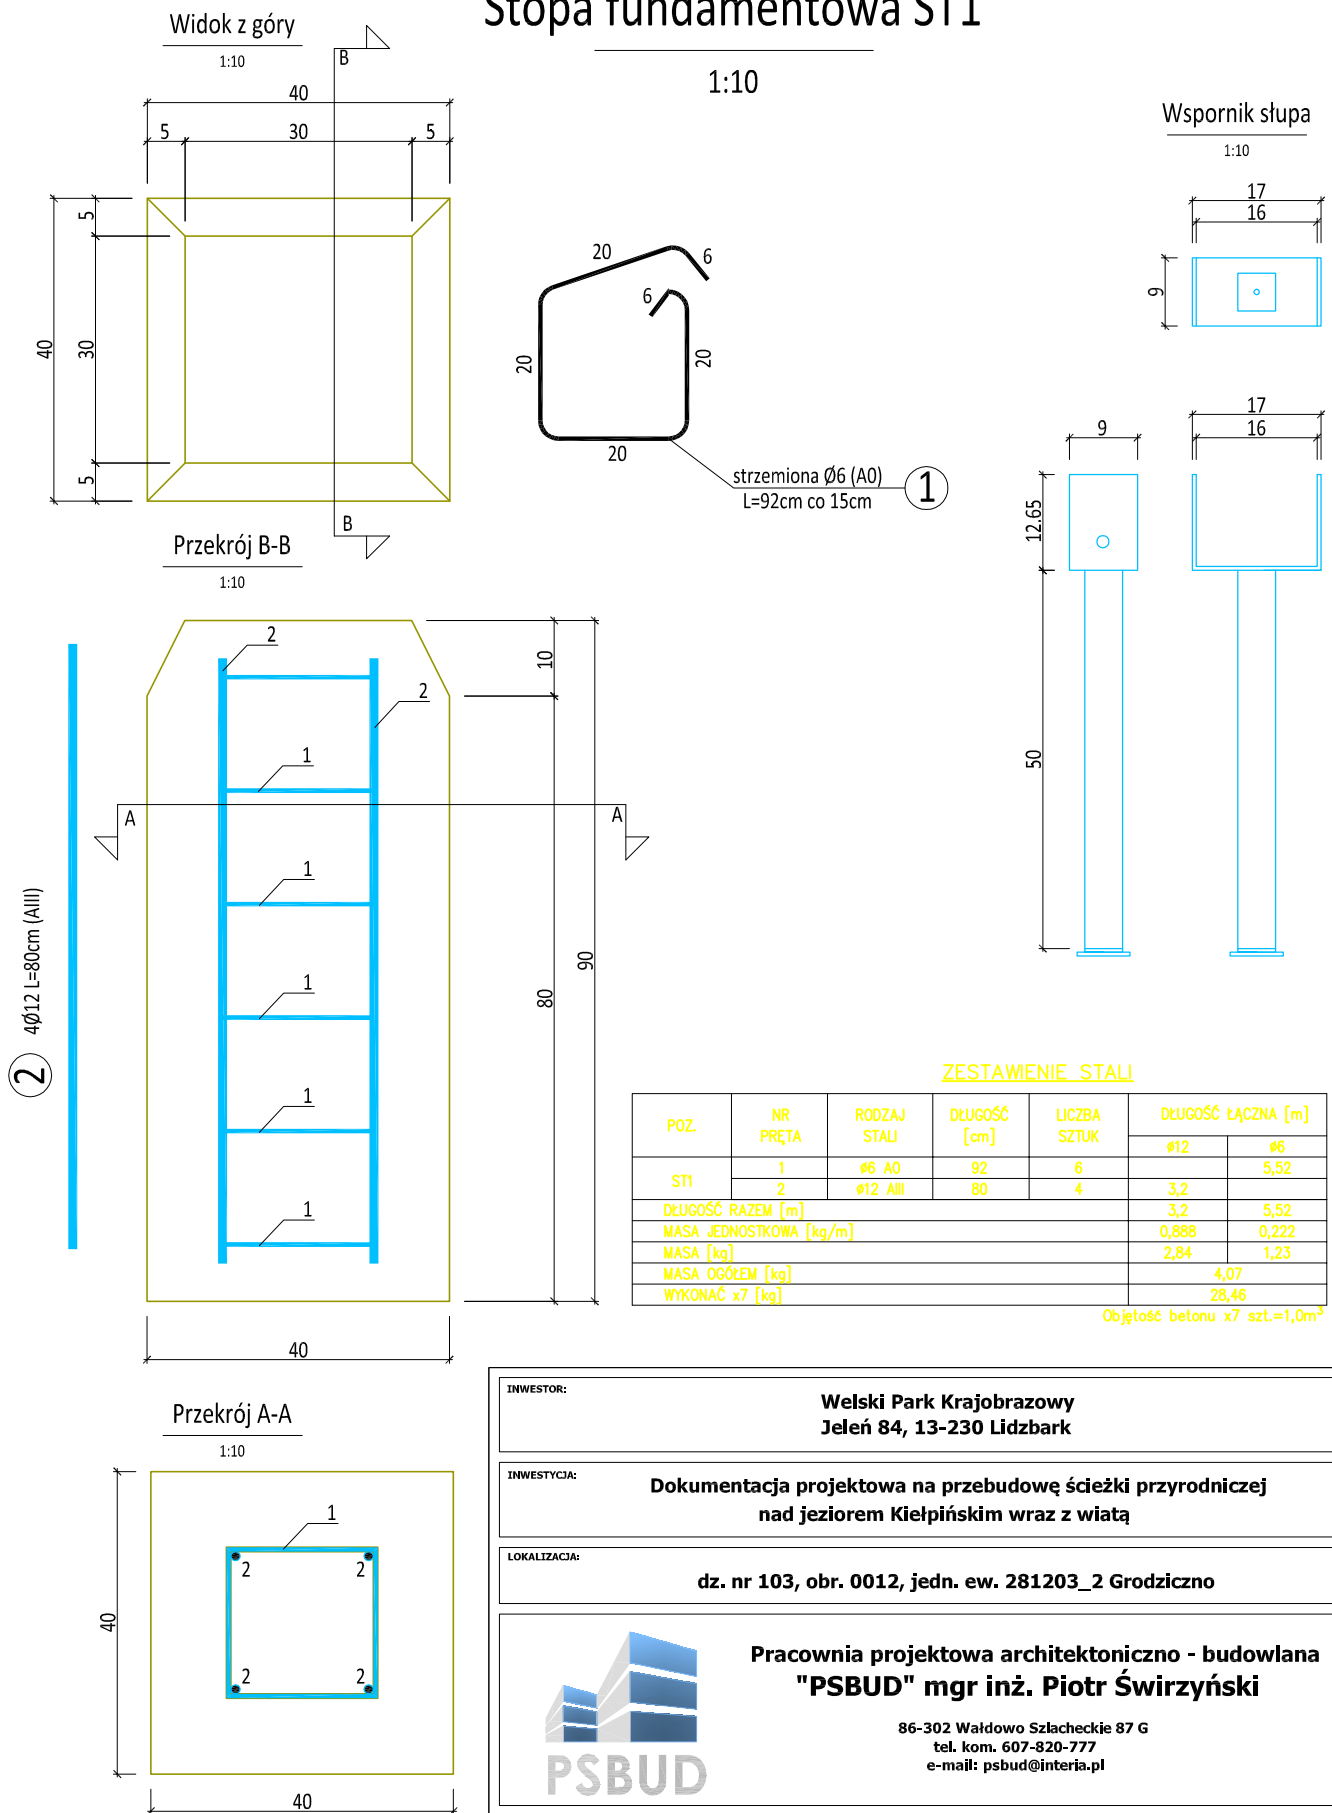 Stopa fundamentowa ST1
1:10
Widok z góry
1:10
B
40
5 30 5
40
5
30
5
B
20
6
6
20
20
20
strzemiona Ø6 (A0)
L=92cm co 15cm
1
Wspornik słupa
1:10
17
16
9
9
17
16
12.65
50
Przekrój B-B
1:10
2
2
1
A A
1
1
1
1
10
80
90
40
2 4Ø12 L=80cm (AIII)
ZESTAWIENIE STALI
POZ. NR PRĘTA RODZAJ STALI DŁUGOŚĆ [cm] LICZBA SZTUK DŁUGOŚĆ ŁĄCZNA [m]
ø12 ø6
ST1 1 ø6 A0 92 6 5,52
2 ø12 AIII 80 4 3,2
DŁUGOŚĆ RAZEM [m] 3,2 5,52
MASA JEDNOSTKOWA [kg/m] 0,888 0,222
MASA [kg] 2,84 1,23
MASA OGÓŁEM [kg] 4,07
WYKONAĆ x7 [kg] 28,46
Objętość betonu x7 szt.=1,0m³
Przekrój A-A
1:10
1
2 2
2 2
40
40
INWESTOR:
Welski Park Krajobrazowy
Jeleń 84, 13-230 Lidzbark
INWESTYCJA:
Dokumentacja projektowa na przebudowę ścieżki przyrodniczej
nad jeziorem Kiełpińskim wraz z wiatą
LOKALIZACJA:
dz. nr 103, obr. 0012, jedn. ew. 281203_2 Grodziczno
PSBUD
Pracownia projektowa architektoniczno - budowlana
"PSBUD" mgr inż. Piotr Świrzyński
86-302 Wałdowo Szlacheckie 87 G
tel. kom. 607-820-777
e-mail: psbud@interia.pl